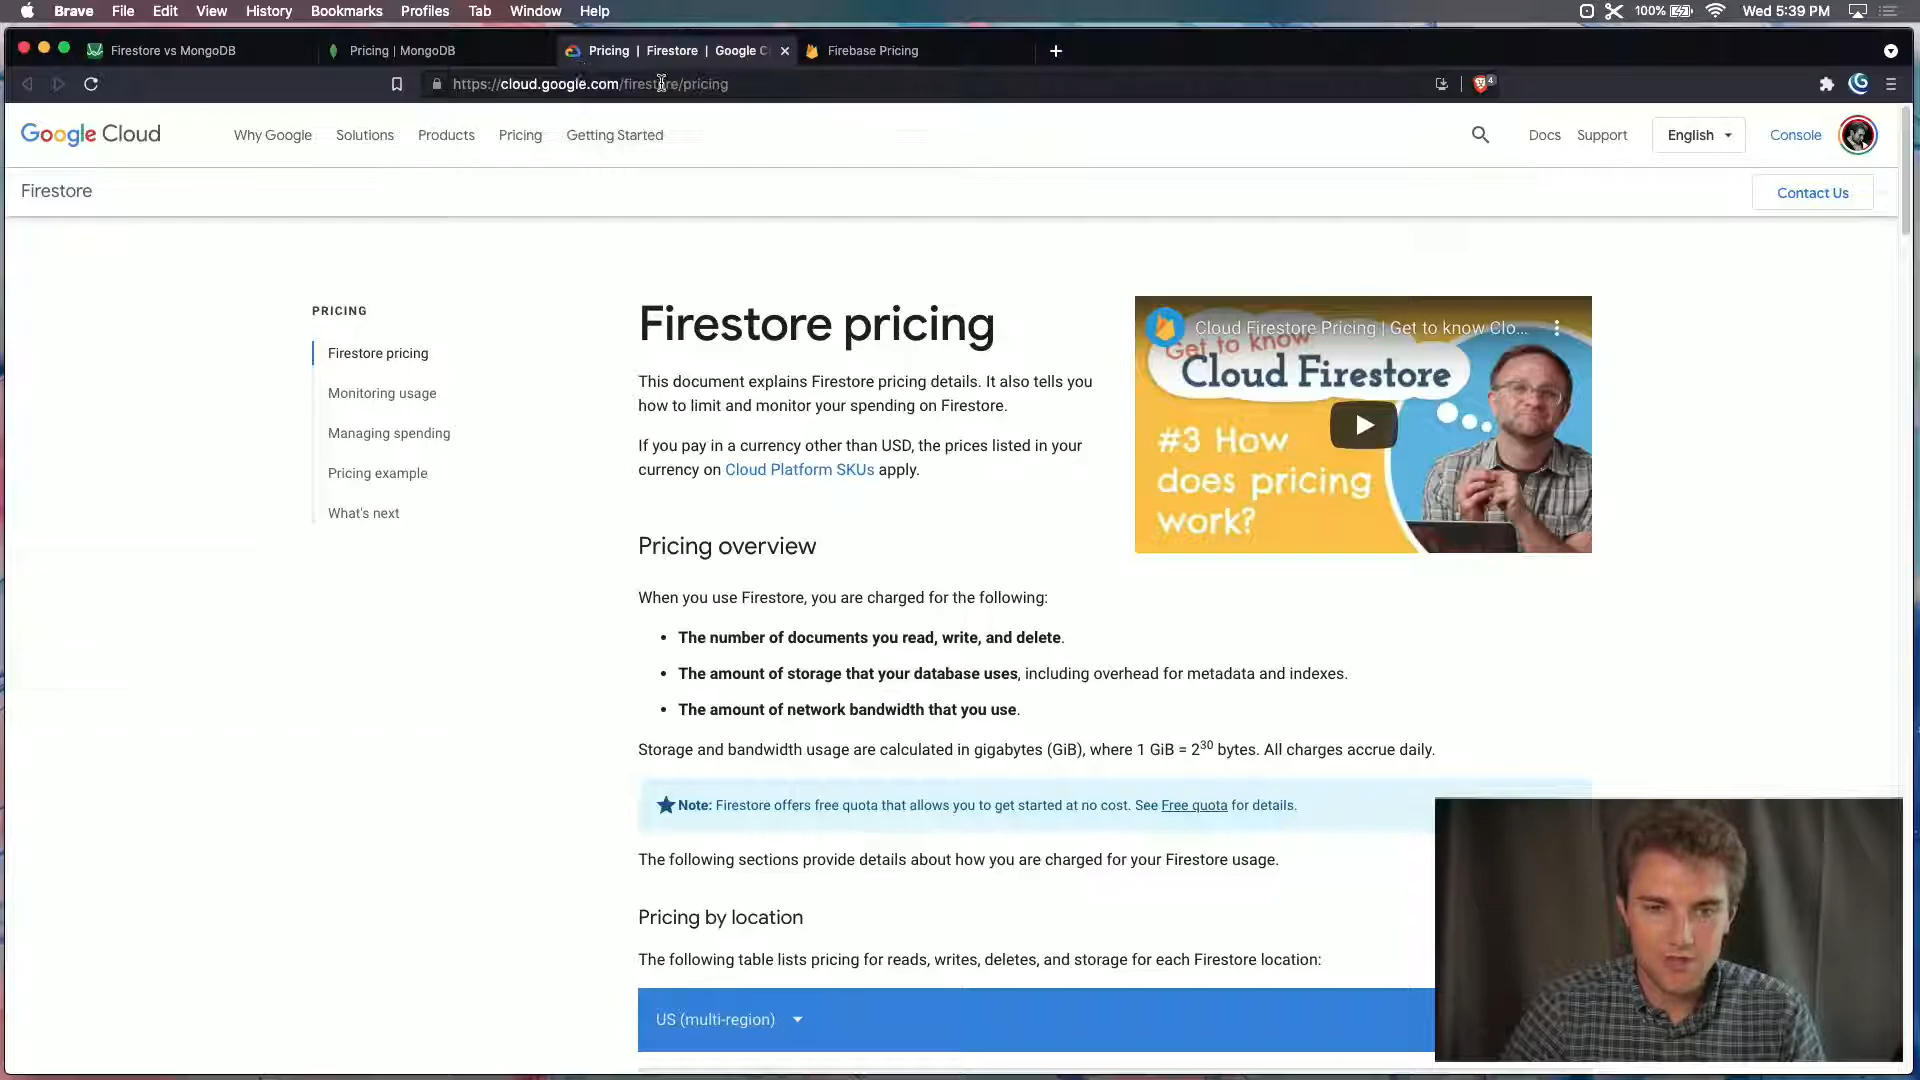 Brave File Edit View History Bookmarks Profiles Tab Window Help 100% Wed 5:39 PM
Firestore vs MongoDB Pricing | MongoDB Pricing | Firestore | Google C Firebase Pricing
https://cloud.google.com/firestore/pricing 4
Google Cloud Why Google Solutions Products Pricing Getting Started Docs Support English Console
Firestore Contact Us
PRICING
Firestore pricing
Monitoring usage
Managing spending
Pricing example
What's next
Firestore pricing
This document explains Firestore pricing details. It also tells you
how to limit and monitor your spending on Firestore.
If you pay in a currency other than USD, the prices listed in your
currency on Cloud Platform SKUs apply.
Cloud Firestore Pricing | Get to know Clo...
Get to know
Cloud Firestore
#3 How
does pricing
work?
Pricing overview
When you use Firestore, you are charged for the following:
• The number of documents you read, write, and delete.
• The amount of storage that your database uses, including overhead for metadata and indexes.
• The amount of network bandwidth that you use.
Storage and bandwidth usage are calculated in gigabytes (GiB), where 1 GiB = 2³⁰ bytes. All charges accrue daily.
Note: Firestore offers free quota that allows you to get started at no cost. See Free quota for details.
The following sections provide details about how you are charged for your Firestore usage.
Pricing by location
The following table lists pricing for reads, writes, deletes, and storage for each Firestore location:
US (multi-region)